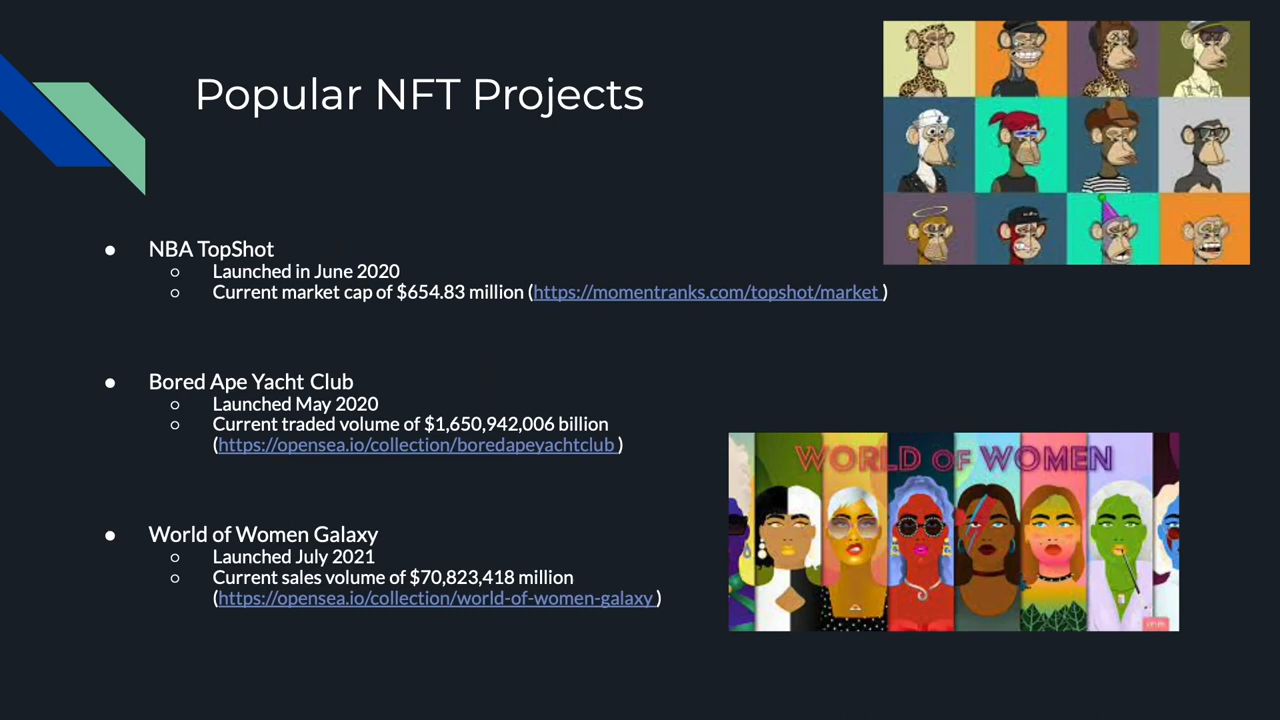 Popular NFT Projects
● NBA TopShot
○ Launched in June 2020
○ Current market cap of $654.83 million (https://momentranks.com/topshot/market )
● Bored Ape Yacht Club
○ Launched May 2020
○ Current traded volume of $1,650,942,006 billion
(https://opensea.io/collection/boredapeyachtclub )
WORLD OF WOMEN
● World of Women Galaxy
○ Launched July 2021
○ Current sales volume of $70,823,418 million
(https://opensea.io/collection/world-of-women-galaxy )